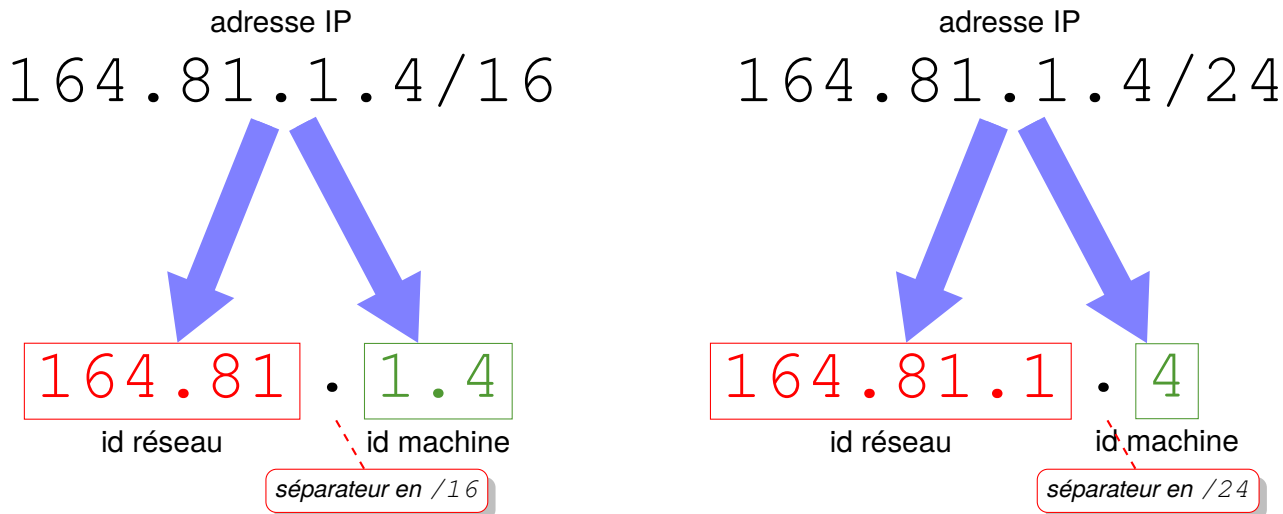 adresse IP
164.81.1.4/16
164.81 . 1.4
id réseau
id machine
séparateur en /16
adresse IP
164.81.1.4/24
164.81.1 . 4
id réseau
id machine
séparateur en /24